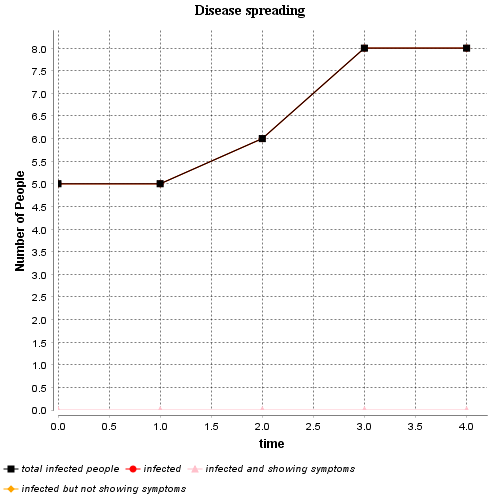 Disease spreading
Number of People
8.0
7.5
7.0
6.5
6.0
5.5
5.0
4.5
4.0
3.5
3.0
2.5
2.0
1.5
1.0
0.5
0.0
0.0 0.5 1.0 1.5 2.0 2.5 3.0 3.5 4.0
time
total infected people infected infected and showing symptoms
infected but not showing symptoms